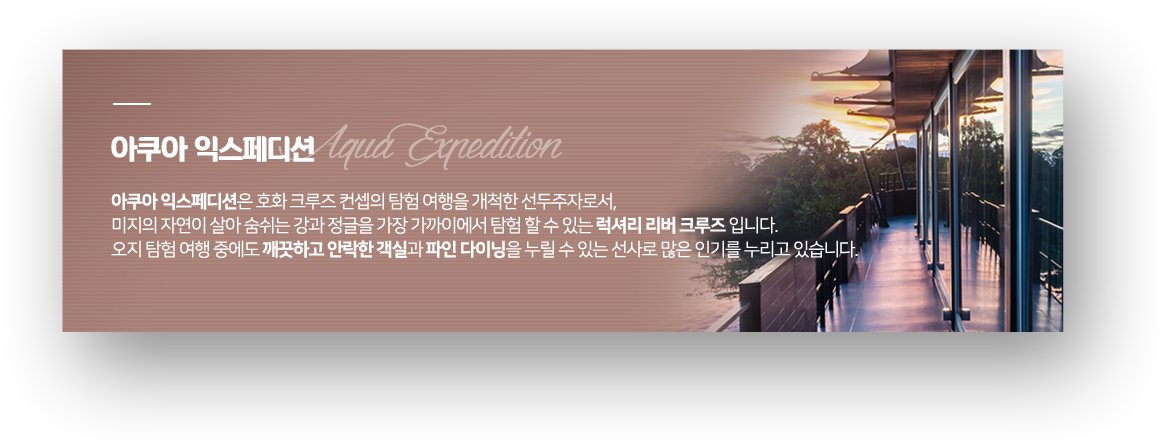 아쿠아 익스페디션 Aqua Expedition
아쿠아 익스페디션은 호화 크루즈 컨셉의 탐험 여행을 개척한 선두주자로서,
미지의 자연이 살아 숨쉬는 강과 정글을 가장 가까이에서 탐험 할 수 있는 럭셔리 리버 크루즈 입니다.
오지 탐험 여행 중에도 깨끗하고 안락한 객실과 파인 다이닝을 누릴 수 있는 선사로 많은 인기를 누리고 있습니다.